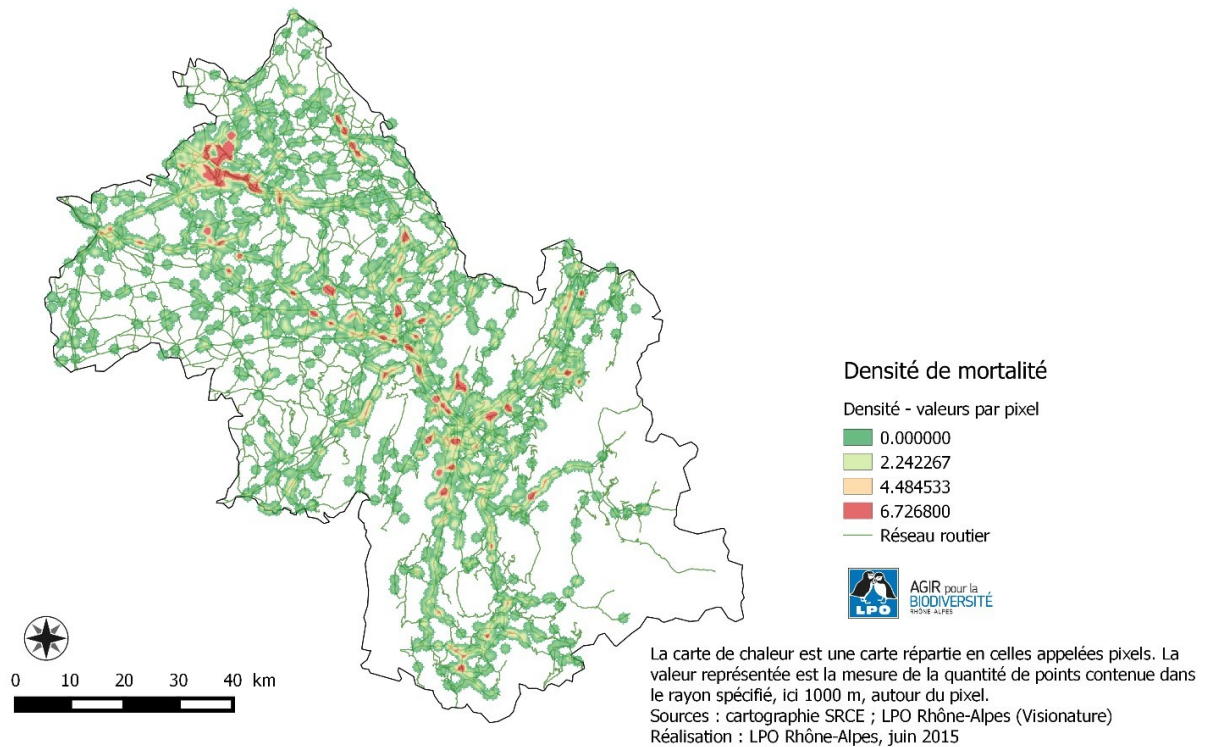 Densité de mortalité
Densité - valeurs par pixel
0.000000
2.242267
4.484533
6.726800
Réseau routier
LPO
AGIR pour la
BIODIVERSITÉ
RHÔNE-ALPES
0 10 20 30 40 km
La carte de chaleur est une carte répartie en celles appelées pixels. La
valeur représentée est la mesure de la quantité de points contenue dans
le rayon spécifié, ici 1000 m, autour du pixel.
Sources : cartographie SRCE ; LPO Rhône-Alpes (Visionature)
Réalisation : LPO Rhône-Alpes, juin 2015